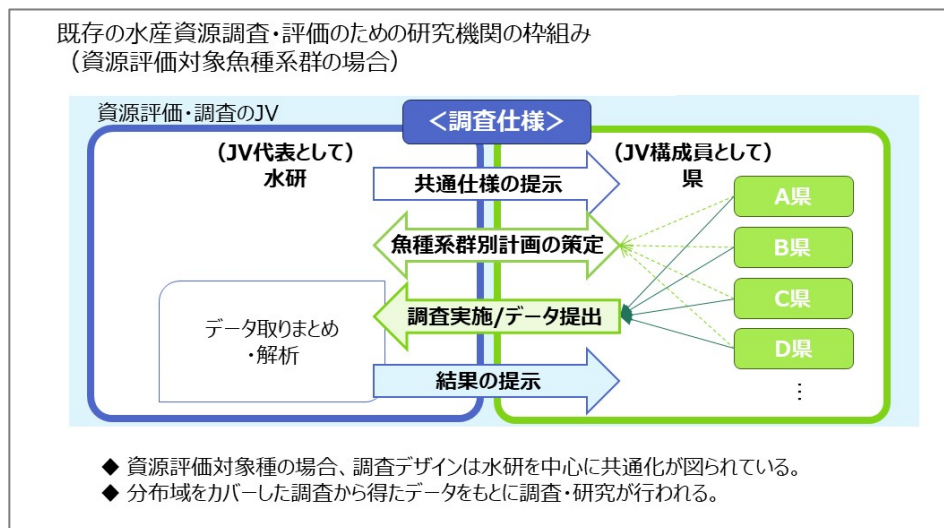 既存の水産資源調査・評価のための研究機関の枠組み
（資源評価対象魚種系群の場合）
資源評価・調査のJV
＜調査仕様＞
(JV代表として)
水研
(JV構成員として)
県
共通仕様の提示
魚種系群別計画の策定
調査実施/データ提出
結果の提示
データ取りまとめ
・解析
A県
B県
C県
D県
⋮
◆ 資源評価対象種の場合、調査デザインは水研を中心に共通化が図られている。
◆ 分布域をカバーした調査から得たデータをもとに調査・研究が行われる。